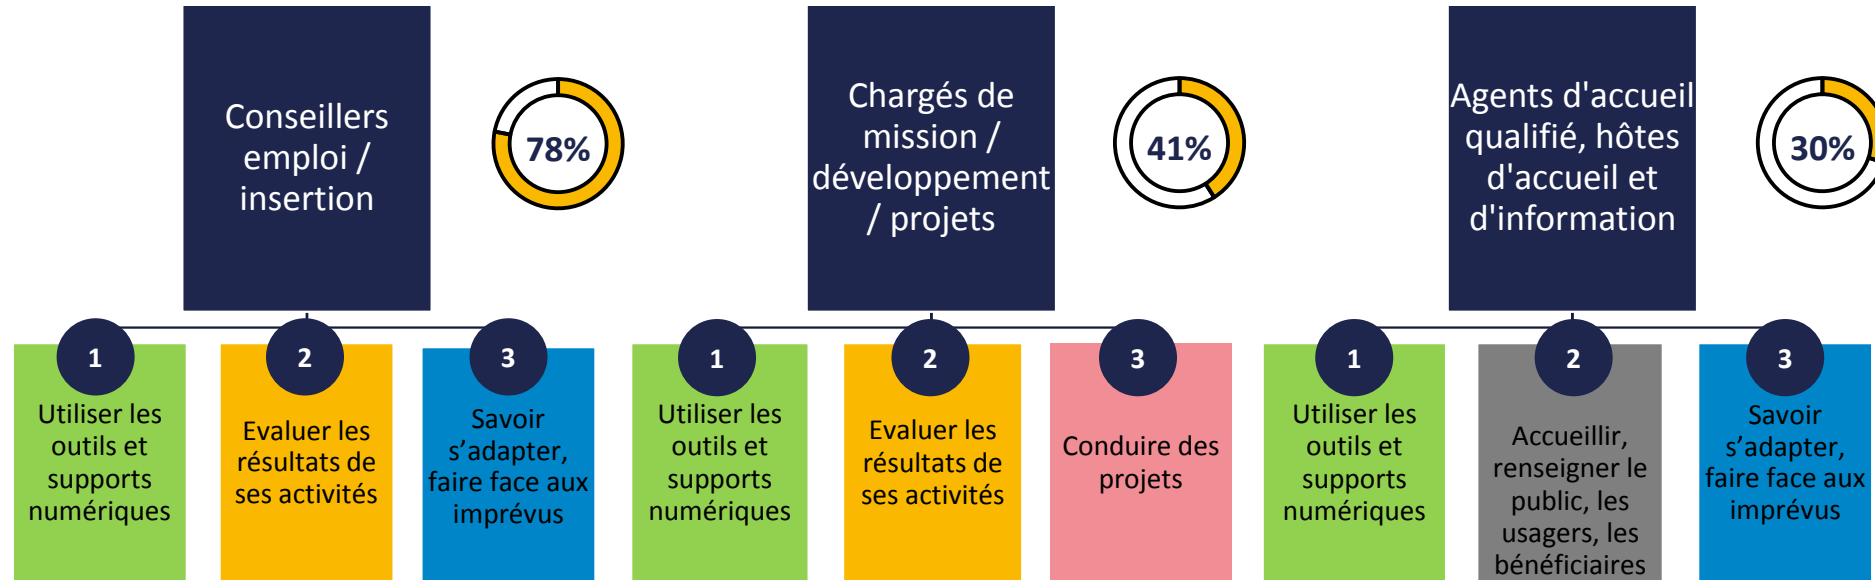 Conseillers
emploi /
insertion
78%
1
Utiliser les
outils et
supports
numériques
2
Evaluer les
résultats de
ses activités
3
Savoir
s’adapter,
faire face aux
imprévus
Chargés de
mission /
développement
/ projets
41%
1
Utiliser les
outils et
supports
numériques
2
Evaluer les
résultats de
ses activités
3
Conduire des
projets
Agents d'accueil
qualifié, hôtes
d'accueil et
d'information
30%
1
Utiliser les
outils et
supports
numériques
2
Accueillir,
renseigner le
public, les
usagers, les
bénéficiaires
3
Savoir
s’adapter,
faire face aux
imprévus